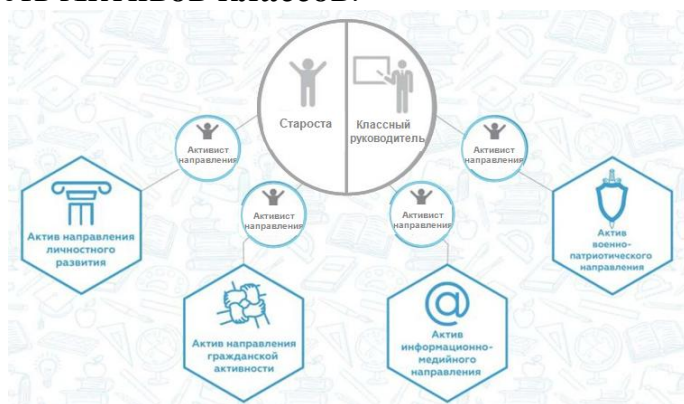 Староста
Классный
руководитель
Активист
направления
Активист
направления
Активист
направления
Активист
направления
Актив направления
личностного
развития
Актив
военно-
патриотического
направления
Актив направления
гражданской
активности
Актив
информационно-
медийного
направления